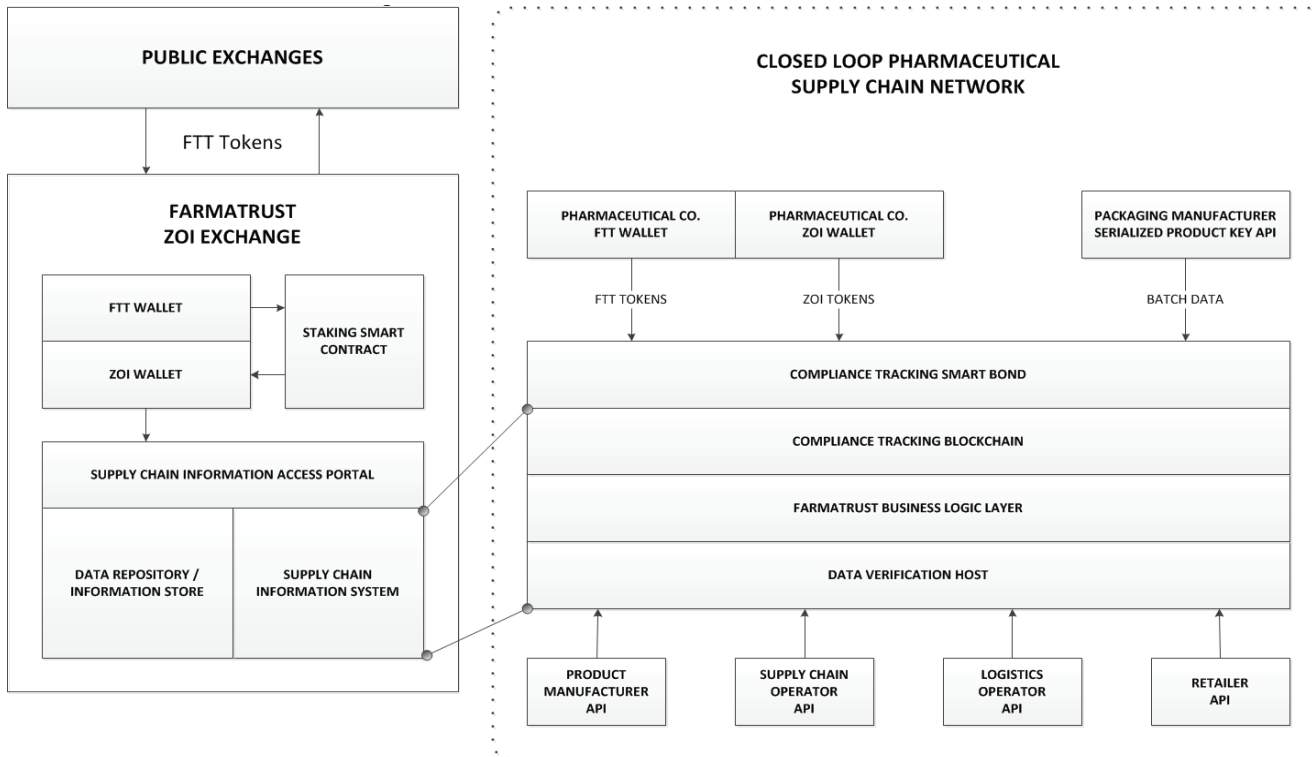 PUBLIC EXCHANGES
FTT Tokens
FARMATRUST
ZOI EXCHANGE
FTT WALLET
ZOI WALLET
STAKING SMART
CONTRACT
SUPPLY CHAIN INFORMATION ACCESS PORTAL
DATA REPOSITORY /
INFORMATION STORE
SUPPLY CHAIN
INFORMATION SYSTEM
CLOSED LOOP PHARMACEUTICAL
SUPPLY CHAIN NETWORK
PHARMACEUTICAL CO.
FTT WALLET
PHARMACEUTICAL CO.
ZOI WALLET
PACKAGING MANUFACTURER
SERIALIZED PRODUCT KEY API
FTT TOKENS
ZOI TOKENS
BATCH DATA
COMPLIANCE TRACKING SMART BOND
COMPLIANCE TRACKING BLOCKCHAIN
FARMATRUST BUSINESS LOGIC LAYER
DATA VERIFICATION HOST
PRODUCT
MANUFACTURER
API
SUPPLY CHAIN
OPERATOR
API
LOGISTICS
OPERATOR
API
RETAILER
API